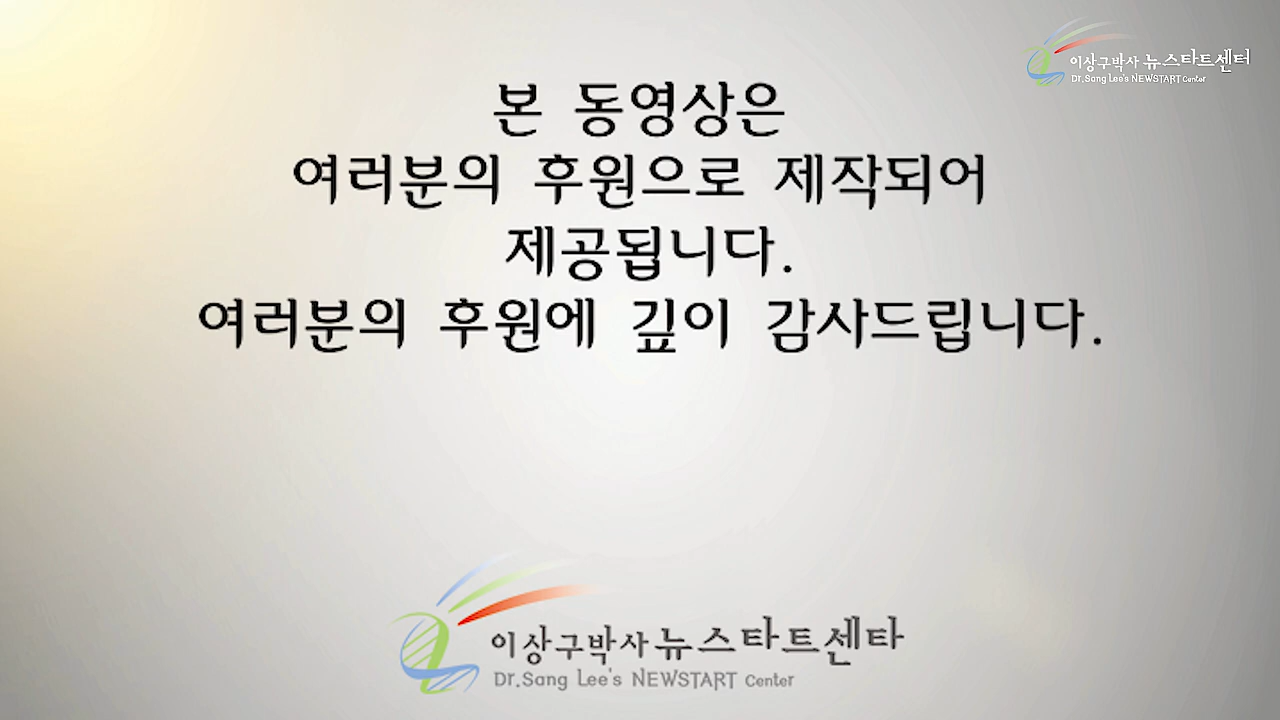 이상구박사 뉴스타트센터
Dr.Sang Lee's NEWSTART Center
본 동영상은
여러분의 후원으로 제작되어
제공됩니다.
여러분의 후원에 깊이 감사드립니다.
이상구박사 뉴스타트센타
Dr.Sang Lee's NEWSTART Center